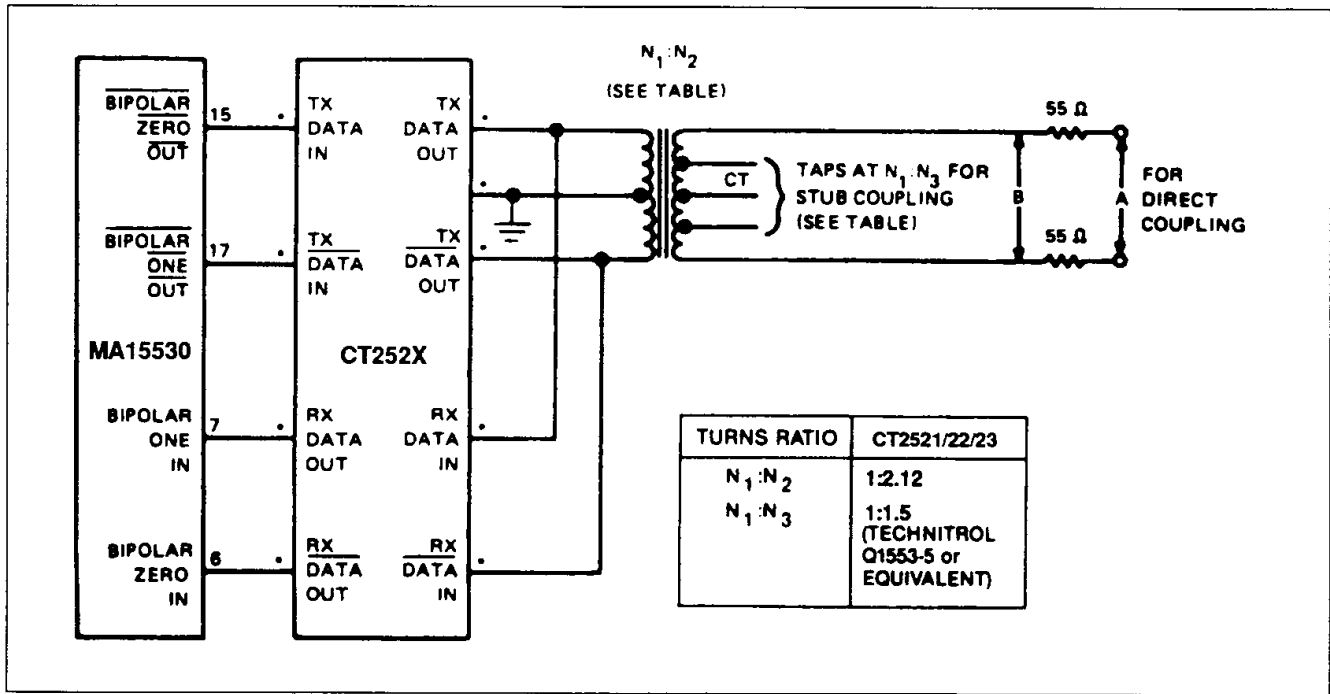 N1:N2
(SEE TABLE)
BIPOLAR
ZERO
OUT
15
TX
DATA
IN
TX
DATA
OUT
55 Ω
CT
TAPS AT N1:N3 FOR
STUB COUPLING
(SEE TABLE)
B
A
FOR
DIRECT
COUPLING
BIPOLAR
ONE
OUT
17
TX
DATA
IN
TX
DATA
OUT
55 Ω
MA15530
CT252X
BIPOLAR
ONE
IN
7
RX
DATA
OUT
RX
DATA
IN
BIPOLAR
ZERO
IN
6
RX
DATA
OUT
RX
DATA
IN
TURNS RATIO CT2521/22/23
N1:N2 1:2.12
N1:N3 1:1.5
(TECHNITROL
Q1553-5 or
EQUIVALENT)